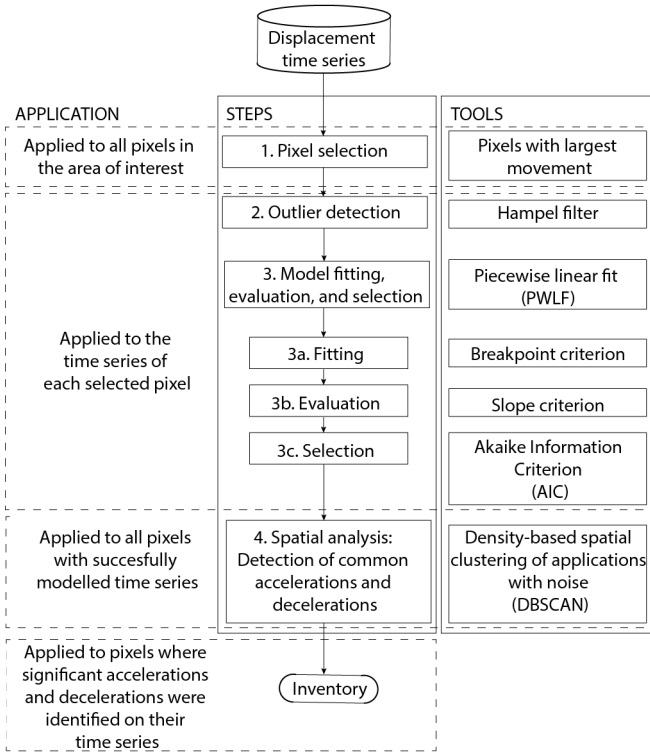 Displacement
time series
APPLICATION
STEPS
TOOLS
Applied to all pixels in
the area of interest
1. Pixel selection
Pixels with largest
movement
2. Outlier detection
Hampel filter
3. Model fitting,
evaluation, and selection
Piecewise linear fit
(PWLF)
Applied to the
time series of
each selected pixel
3a. Fitting
Breakpoint criterion
3b. Evaluation
Slope criterion
3c. Selection
Akaike Information
Criterion
(AIC)
Applied to all pixels
with succesfully
modelled time series
4. Spatial analysis:
Detection of common
accelerations and
decelerations
Density-based spatial
clustering of applications
with noise
(DBSCAN)
Applied to pixels where
significant accelerations
and decelerations were
identified on their
time series
Inventory